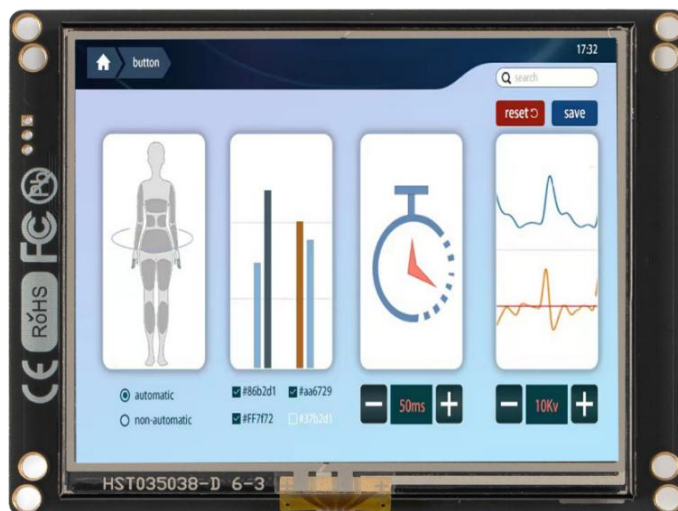 17:32
button
search
reset save
automatic
non-automatic
#86b2d1 #aa6729
#FF7f72 #37b2d1
50ms
10Kv
Pb
FC
RoHS
CE
HST035038-D 6-3